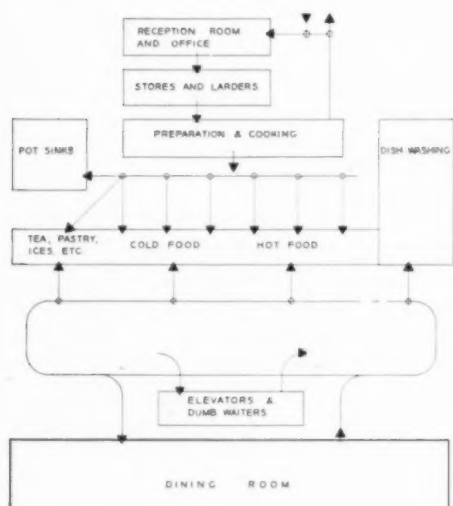 RECEPTION ROOM
AND OFFICE
STORES AND LARDERS
PREPARATION & COOKING
POT SINKS
DISH WASHING
TEA, PASTRY,
ICES, ETC
COLD FOOD
HOT FOOD
ELEVATORS &
DUMB WAITERS
DINING ROOM